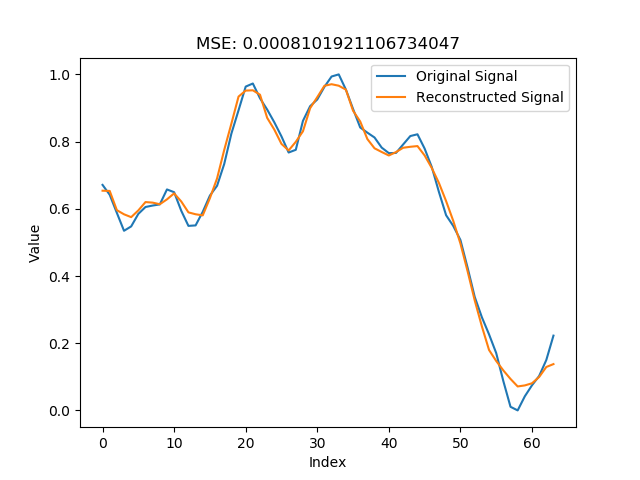 MSE: 0.0008101921106734047
Original Signal
Reconstructed Signal
1.0
0.8
0.6
0.4
0.2
0.0
Value
0 10 20 30 40 50 60
Index